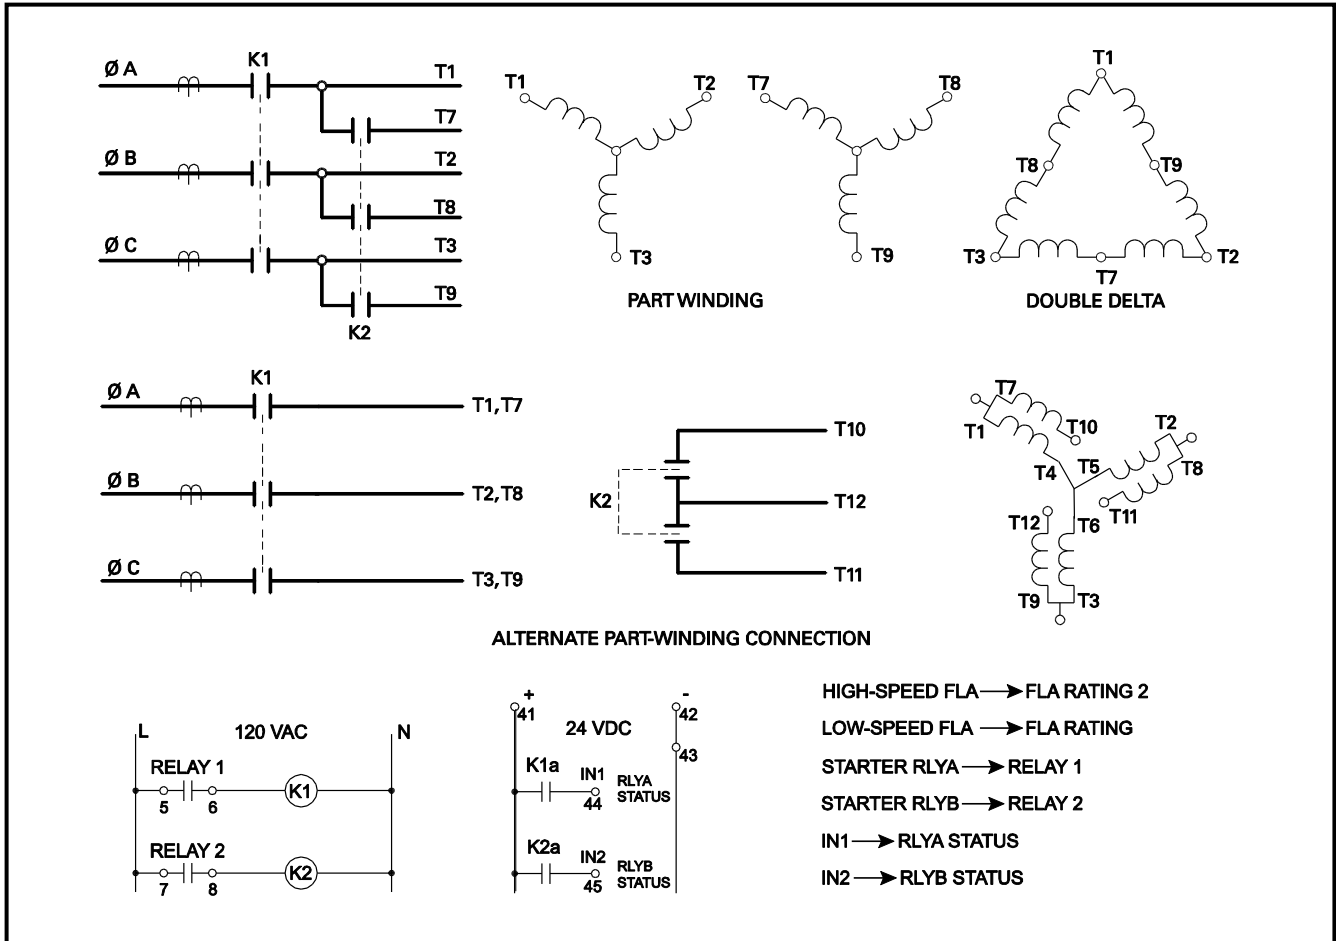 K1
Ø A
T1
T7
Ø B
T2
T8
Ø C
T3
T9
K2
T1
T2
T3
T7
T8
T9
PART WINDING
T1
T8
T9
T3
T7
T2
DOUBLE DELTA
K1
Ø A
T1, T7
Ø B
T2, T8
Ø C
T3, T9
T10
K2
T12
T11
T7
T1
T10
T2
T4
T5
T8
T11
T12
T6
T9
T3
ALTERNATE PART-WINDING CONNECTION
L
120 VAC
N
RELAY 1
5
6
K1
RELAY 2
7
8
K2
+
-
41
42
24 VDC
43
K1a
IN1
RLYA
STATUS
44
K2a
IN2
RLYB
STATUS
45
HIGH-SPEED FLA → FLA RATING 2
LOW-SPEED FLA → FLA RATING
STARTER RLYA → RELAY 1
STARTER RLYB → RELAY 2
IN1 → RLYA STATUS
IN2 → RLYB STATUS